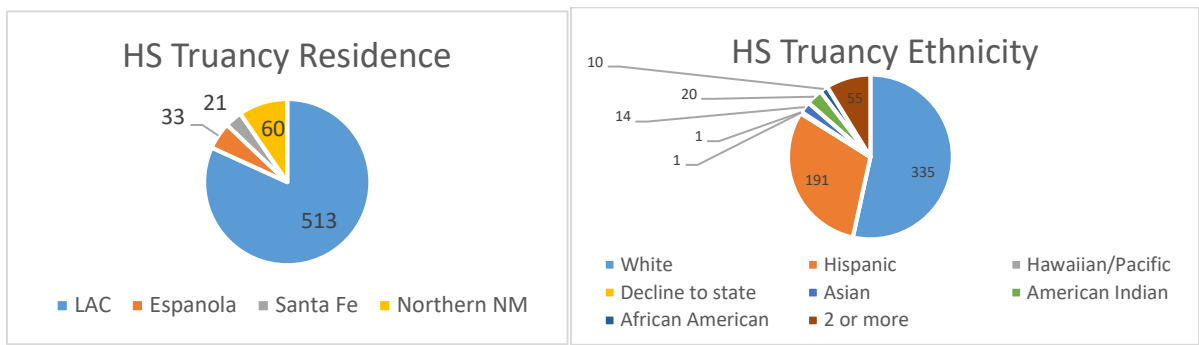 HS Truancy Residence
21
33
60
513
LAC Espanola Santa Fe Northern NM
HS Truancy Ethnicity
10
20
55
14
1
1
191
335
White Hispanic Hawaiian/Pacific
Decline to state Asian American Indian
African American 2 or more